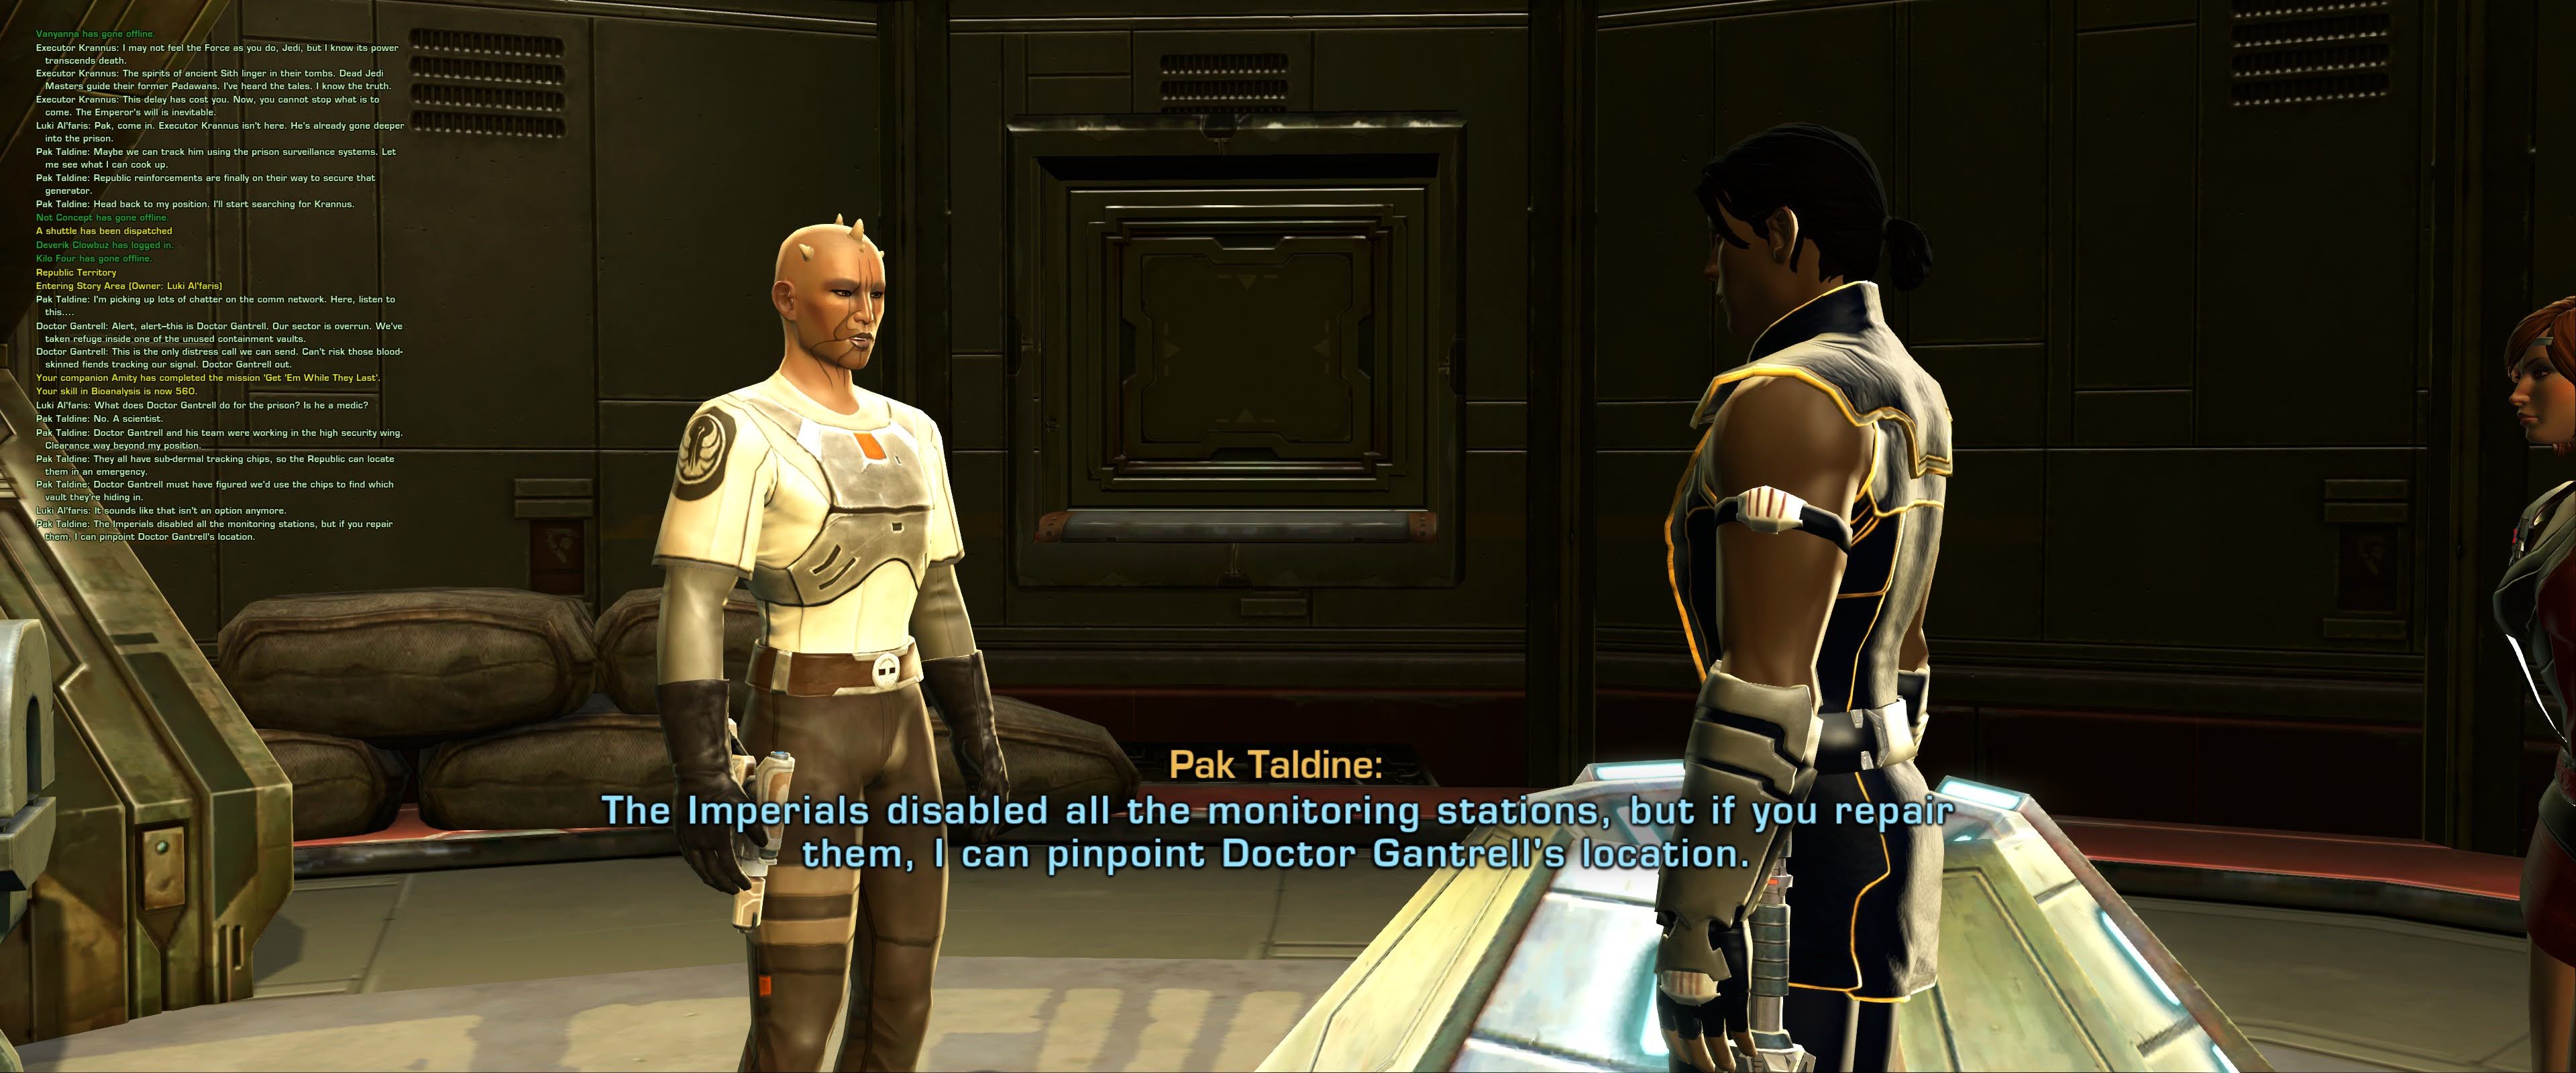 Vanyanna has gone offline.
Executor Krannus: I may not feel the Force as you do, Jedi, but I know its power
transcends death.
Executor Krannus: The spirits of ancient Sith linger in their tombs. Dead Jedi
Masters guide their former Padawans. I've heard the tales. I know the truth.
Executor Krannus: This delay has cost you. Now, you cannot stop what is to
come. The Emperor's will is inevitable.
Luki Al'faris: Pak, come in. Executor Krannus isn't here. He's already gone deeper
into the prison.
Pak Taldine: Maybe we can track him using the prison surveillance systems. Let
me see what I can cook up.
Pak Taldine: Republic reinforcements are finally on their way to secure that
generator.
Pak Taldine: Head back to my position. I'll start searching for Krannus.
Not Concept has gone offline.
A shuttle has been dispatched
Deverik Clowbuz has logged in.
Kilo Four has gone offline.
Republic Territory
Entering Story Area (Owner: Luki Al'faris)
Pak Taldine: I'm picking up lots of chatter on the comm network. Here, listen to
this....
Doctor Gantrell: Alert, alert–this is Doctor Gantrell. Our sector is overrun. We've
taken refuge inside one of the unused containment vaults.
Doctor Gantrell: This is the only distress call we can send. Can't risk those blood-
skinned fiends tracking our signal. Doctor Gantrell out.
Your companion Amity has completed the mission 'Get 'Em While They Last'.
Your skill in Bioanalysis is now 560.
Luki Al'faris: What does Doctor Gantrell do for the prison? Is he a medic?
Pak Taldine: No. A scientist.
Pak Taldine: Doctor Gantrell and his team were working in the high security wing.
Clearance way beyond my position.
Pak Taldine: They all have sub-dermal tracking chips, so the Republic can locate
them in an emergency.
Pak Taldine: Doctor Gantrell must have figured we'd use the chips to find which
vault they're hiding in.
Luki Al'faris: It sounds like that isn't an option anymore.
Pak Taldine: The Imperials disabled all the monitoring stations, but if you repair
them, I can pinpoint Doctor Gantrell's location.
Pak Taldine:
The Imperials disabled all the monitoring stations, but if you repair
them, I can pinpoint Doctor Gantrell's location.